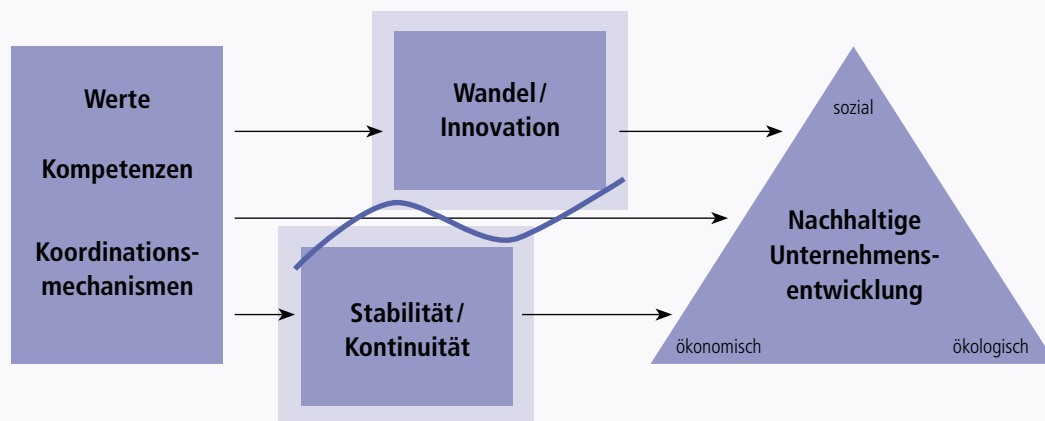 Werte
Kompetenzen
Koordinations-
mechanismen
Wandel/
Innovation
Stabilität/
Kontinuität
sozial
Nachhaltige
Unternehmens-
entwicklung
ökonomisch
ökologisch